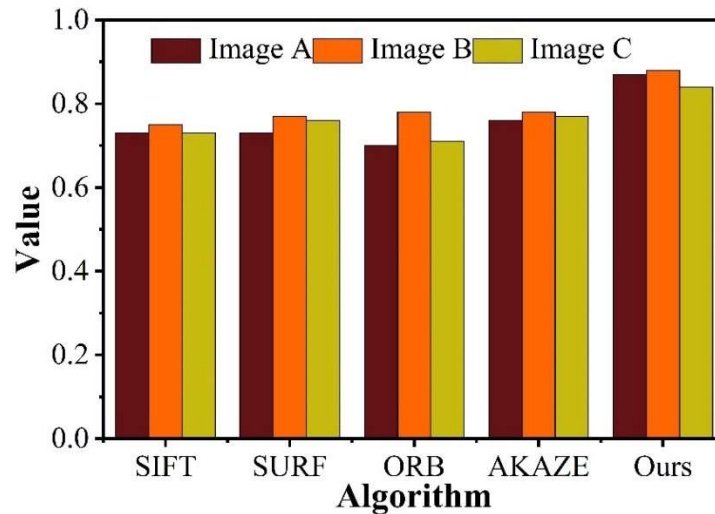 1.0
0.8
0.6
0.4
0.2
0.0
Value
Image A Image B Image C
SIFT SURF ORB AKAZE Ours
Algorithm